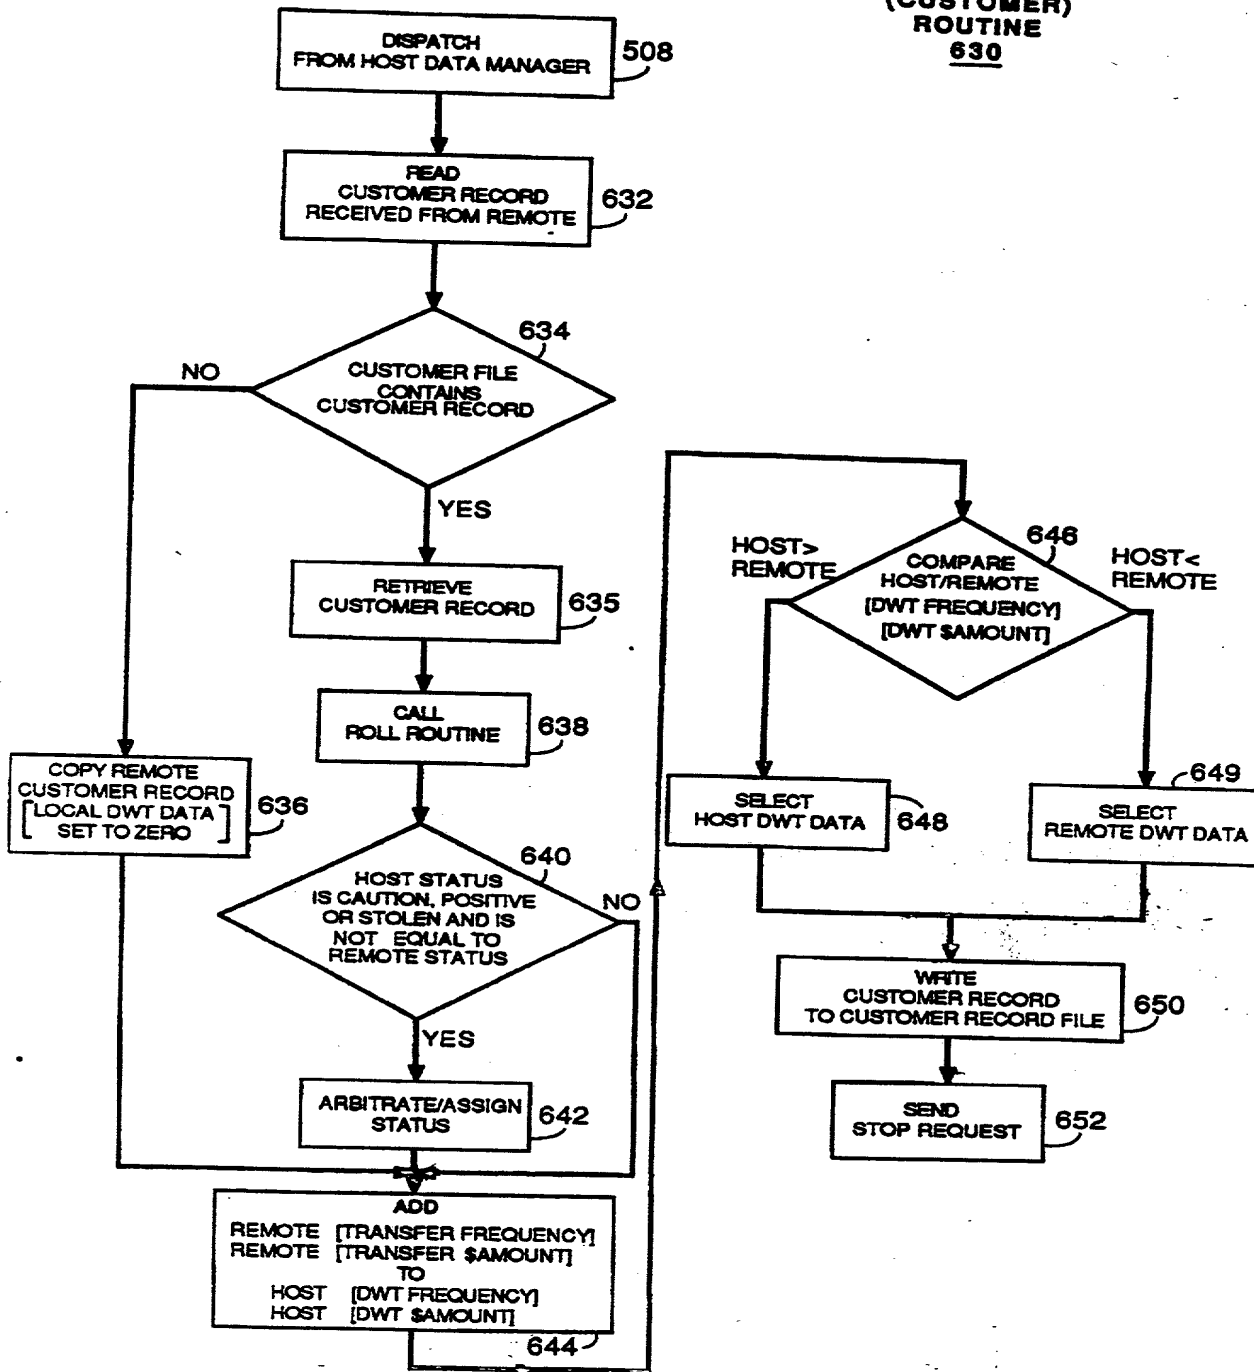 (CUSTOMER)
ROUTINE
630
DISPATCH
FROM HOST DATA MANAGER
508
READ
CUSTOMER RECORD
RECEIVED FROM REMOTE
632
634
CUSTOMER FILE
CONTAINS
CUSTOMER RECORD
NO
YES
RETRIEVE
CUSTOMER RECORD
635
CALL
ROLL ROUTINE
638
COPY REMOTE
CUSTOMER RECORD
[LOCAL DWT DATA
SET TO ZERO]
636
640
HOST STATUS
IS CAUTION, POSITIVE
OR STOLEN AND IS
NOT EQUAL TO
REMOTE STATUS
NO
YES
ARBITRATE/ASSIGN
STATUS
642
ADD
REMOTE [TRANSFER FREQUENCY]
REMOTE [TRANSFER $AMOUNT]
TO
HOST [DWT FREQUENCY]
HOST [DWT $AMOUNT]
644
646
COMPARE
HOST/REMOTE
[DWT FREQUENCY]
[DWT $AMOUNT]
HOST>
REMOTE
HOST<
REMOTE
SELECT
HOST DWT DATA
648
649
SELECT
REMOTE DWT DATA
WRITE
CUSTOMER RECORD
TO CUSTOMER RECORD FILE
650
SEND
STOP REQUEST
652